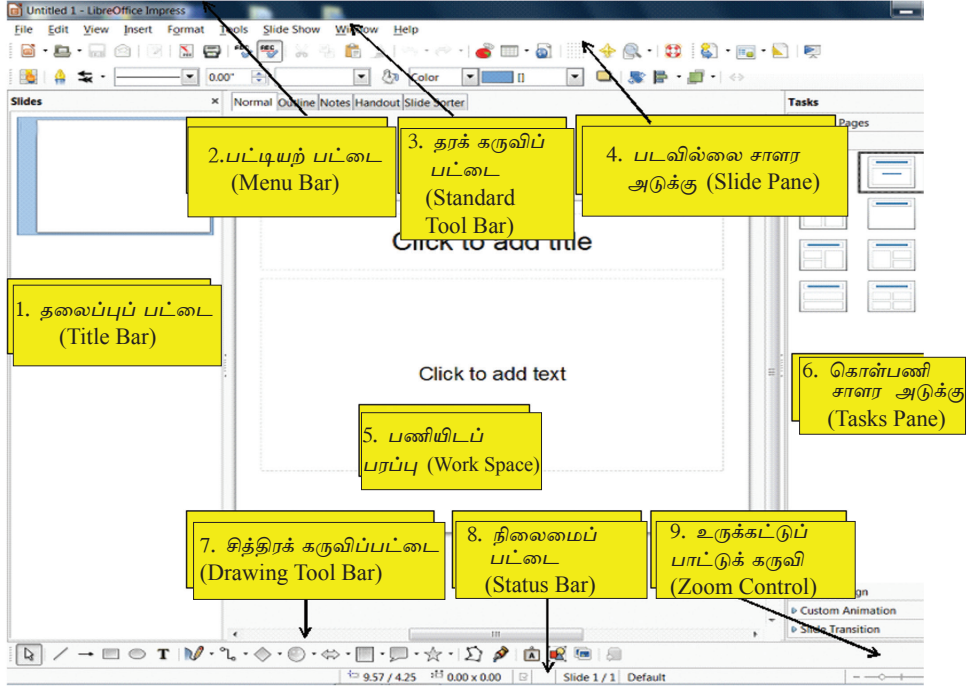 Untitled 1 - LibreOffice Impress
File Edit View Insert Format Tools Slide Show Window Help
0.00" Color
Slides × Normal Outline Notes Handout Slide Sorter Tasks
Pages
2.பட்டியற் பட்டை
(Menu Bar)
3. தரக் கருவிப்
பட்டை
(Standard
Tool Bar)
4. படவில்லை சாளர
அடுக்கு (Slide Pane)
Click to add title
1. தலைப்புப் பட்டை
(Title Bar)
Click to add text
6. கொள்பணி
சாளர அடுக்கு
(Tasks Pane)
5. பணியிடப்
பரப்பு (Work Space)
7. சித்திரக் கருவிப்பட்டை
(Drawing Tool Bar)
8. நிலைமைப்
பட்டை
(Status Bar)
9. உருக்கட்டுப்
பாட்டுக் கருவி
(Zoom Control)
Custom Animation
Slide Transition
T
9.57 / 4.25 0.00 x 0.00 Slide 1 / 1 Default